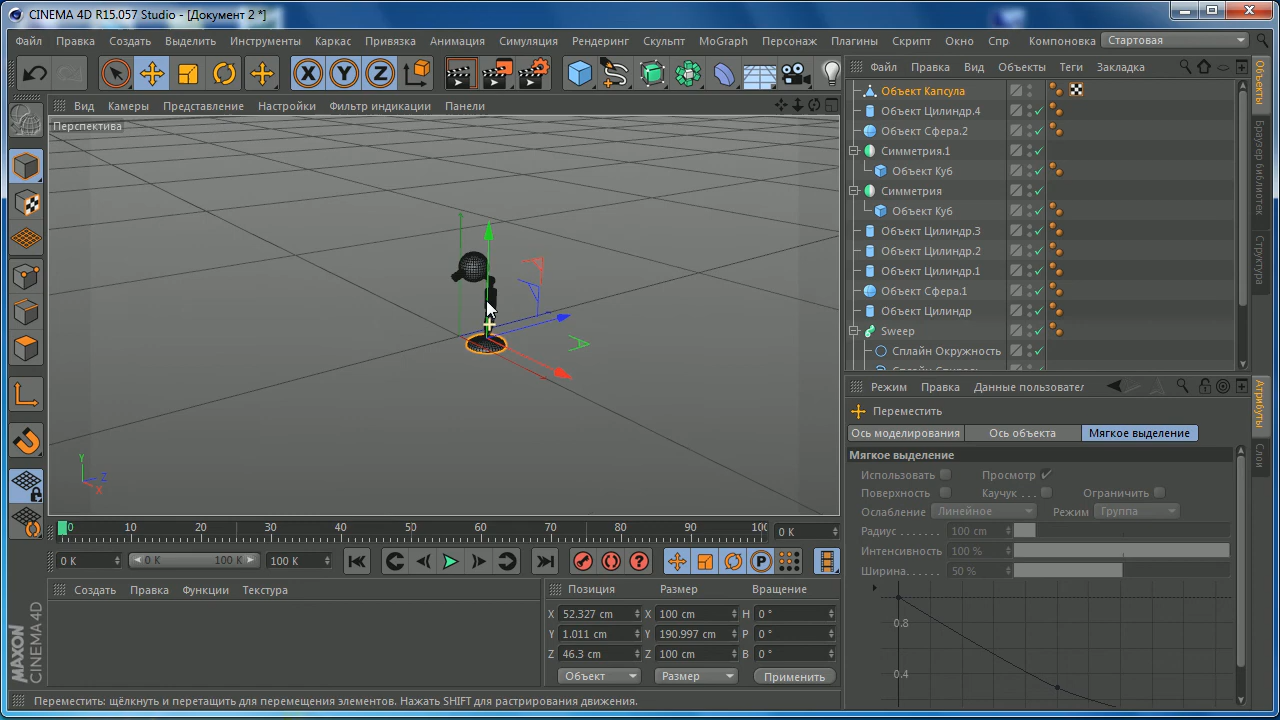 CINEMA 4D R15.057 Studio - [Документ 2 *]
Файл Правка Создать Выделить Инструменты Каркас Привязка Анимация Симуляция Рендеринг Скульпт MoGraph Персонаж Плагины Скрипт Окно Спр Компоновка Стартовая
X Y Z
Файл Правка Вид Объекты Теги Закладка
Вид Камеры Представление Настройки Фильтр индикации Панели
Перспектива
Объект Капсула
Объект Цилиндр.4
Объект Сфера.2
Симметрия.1
Объект Куб
Симметрия
Объект Куб
Объект Цилиндр.3
Объект Цилиндр.2
Объект Цилиндр.1
Объект Сфера.1
Объект Цилиндр
Sweep
Сплайн Окружность
Объекты
Браузер библиотек
Структура
Y Z X
Режим Правка Данные пользовател
Переместить
Ось моделирования Ось объекта Мягкое выделение
Мягкое выделение
Использовать Просмотр
Поверхность Каучук . . . Ограничить
Ослабление Линейное Режим Группа
Радиус . . . . . . . 100 cm
Интенсивность 100 %
Ширина. . . . . . 50 %
0.8
0.4
Атрибуты
Слои
0 10 20 30 40 50 60 70 80 90 100 0 K
0 K 0 K 100 K 100 K
P
Создать Правка Функции Текстура
Позиция Размер Вращение
X 52.327 cm X 100 cm H 0 °
Y 1.011 cm Y 190.997 cm P 0 °
Z 46.3 cm Z 100 cm B 0 °
Объект Размер Применить
MAXON
CINEMA 4D
Переместить: щёлкнуть и перетащить для перемещения элементов. Нажать SHIFT для растрирования движения.